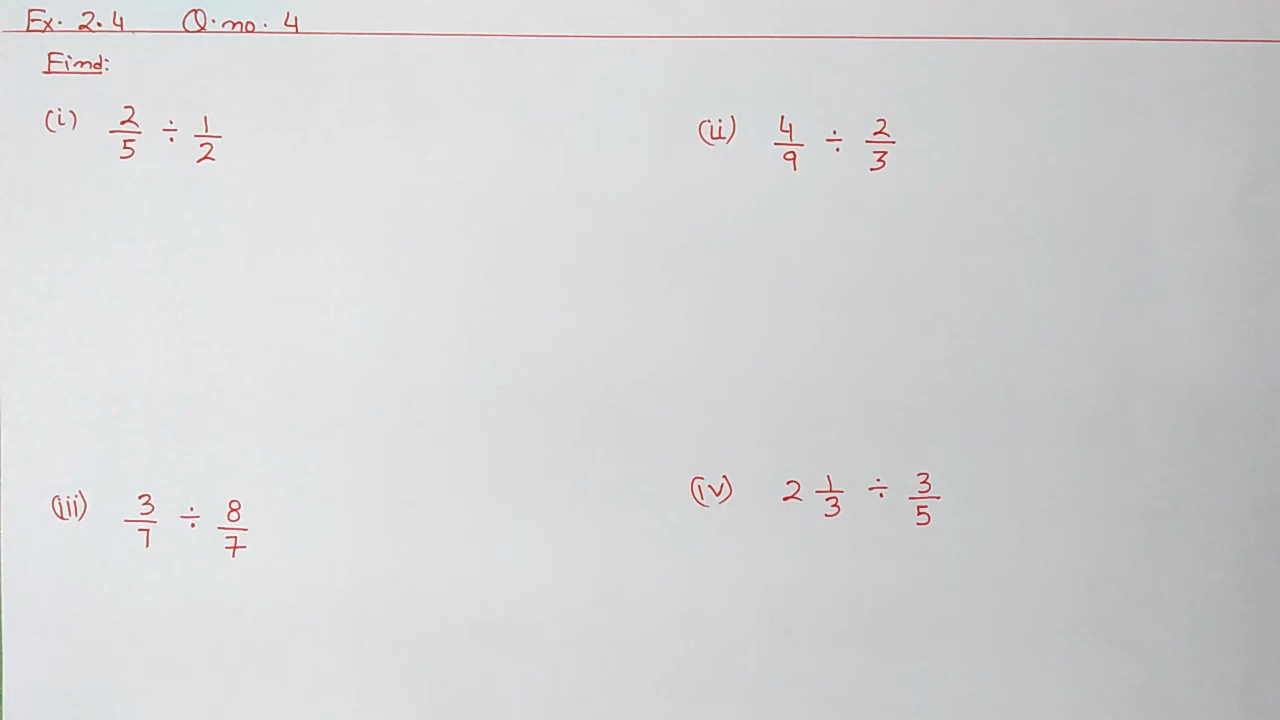 Ex. 2.4 Q.no. 4
Find:
(i) 2/5 ÷ 1/2
(ii) 4/9 ÷ 2/3
(iii) 3/7 ÷ 8/7
(iv) 2 1/3 ÷ 3/5